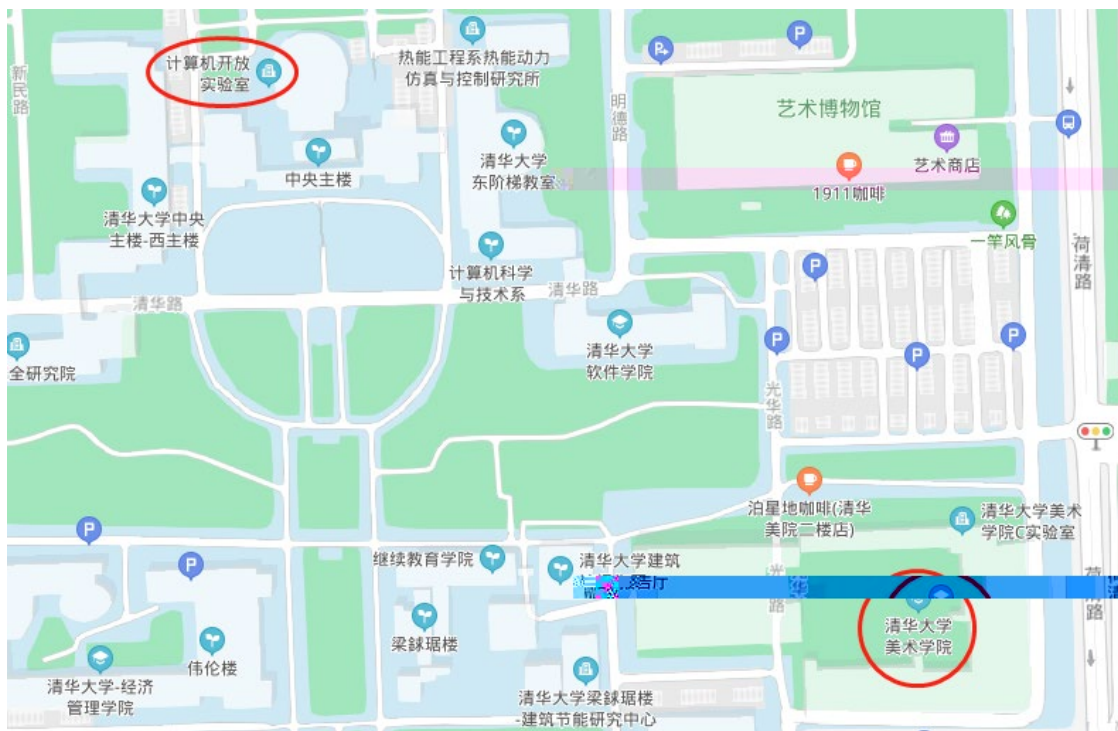 计算机开放
实验室
热能工程系热能动力
仿真与控制研究所
新民路
明德路
艺术博物馆
艺术商店
1911咖啡
清华大学
东阶梯教室
中央主楼
清华大学中央
主楼-西主楼
一竿风骨
荷清路
计算机科学
与技术系
清华路
清华路
清华大学
软件学院
全研究院
光华路
泊星地咖啡(清华
美院二楼店)
清华大学美术
学院C实验室
继续教育学院
清华大学建筑
告厅
光华路
荷清路
清华大学
美术学院
梁銶琚楼
伟伦楼
清华大学-经济
管理学院
清华大学梁銶琚楼
-建筑节能研究中心
P
P
P
P
P
P
P
P
P